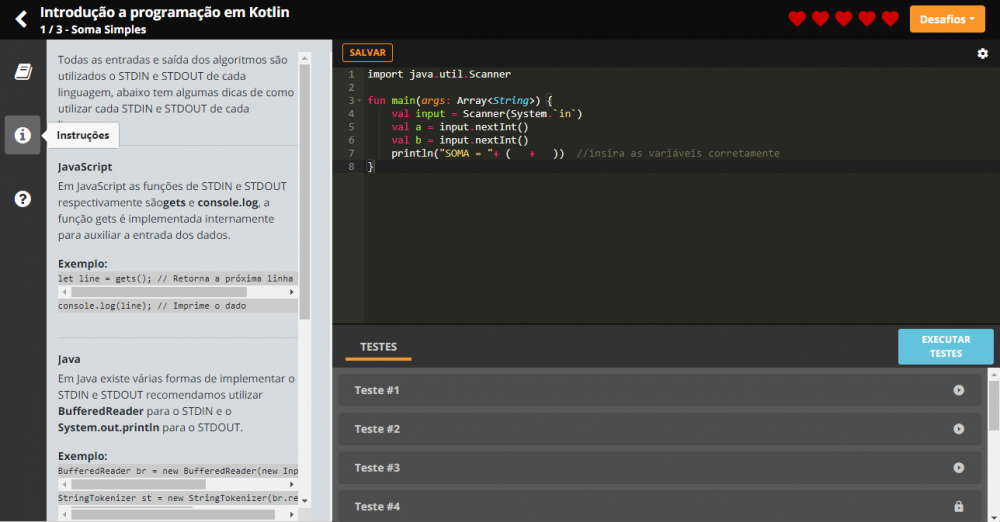 Introdução a programação em Kotlin
1 / 3 - Soma Simples
Desafios
Todas as entradas e saída dos algoritmos são
utilizados o STDIN e STDOUT de cada
linguagem, abaixo tem algumas dicas de como
utilizar cada STDIN e STDOUT de cada
Instruções
JavaScript
Em JavaScript as funções de STDIN e STDOUT
respectivamente sãogets e console.log, a
função gets é implementada internamente
para auxiliar a entrada dos dados.
Exemplo:
let line = gets(); // Retorna a próxima linha
console.log(line); // Imprime o dado
Java
Em Java existe várias formas de implementar o
STDIN e STDOUT recomendamos utilizar
BufferedReader para o STDIN e o
System.out.println para o STDOUT.
Exemplo:
BufferedReader br = new BufferedReader(new Inp
StringTokenizer st = new StringTokenizer(br.re
SALVAR
1 import java.util.Scanner
2
3 fun main(args: Array<String>) {
4 val input = Scanner(System.`in`)
5 val a = input.nextInt()
6 val b = input.nextInt()
7 println("SOMA = "+ (   +   ))  //insira as variáveis corretamente
8 }
TESTES
EXECUTAR
TESTES
Teste #1
Teste #2
Teste #3
Teste #4